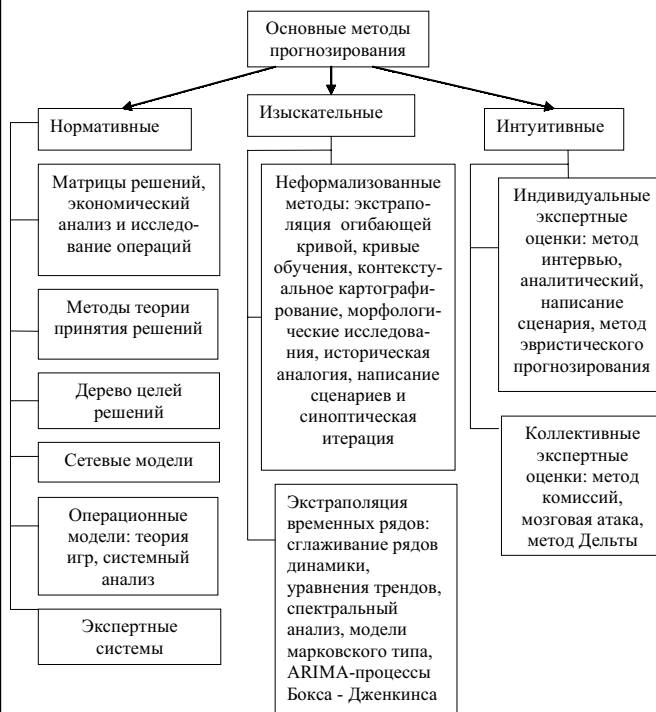 Основные методы
прогнозирования
Нормативные
Матрицы решений,
экономический
анализ и исследо-
вание операций
Методы теории
принятия решений
Дерево целей
решений
Сетевые модели
Операционные
модели: теория
игр, системный
анализ
Экспертные
системы
Изыскательные
Неформализованные
методы: экстрапо-
ляция огибающей
кривой, кривые
обучения, контексту-
альное картографи-
рование, морфологи-
ческие исследова-
ния, историческая
аналогия, написание
сценариев и
синоптическая
итерация
Экстраполяция
временных рядов:
сглаживание рядов
динамики,
уравнения трендов,
спектральный
анализ, модели
марковского типа,
ARIMA-процессы
Бокса - Дженкинса
Интуитивные
Индивидуальные
экспертные
оценки: метод
интервью,
аналитический,
написание
сценария, метод
эвристического
прогнозирования
Коллективные
экспертные
оценки: метод
комиссий,
мозговая атака,
метод Дельты